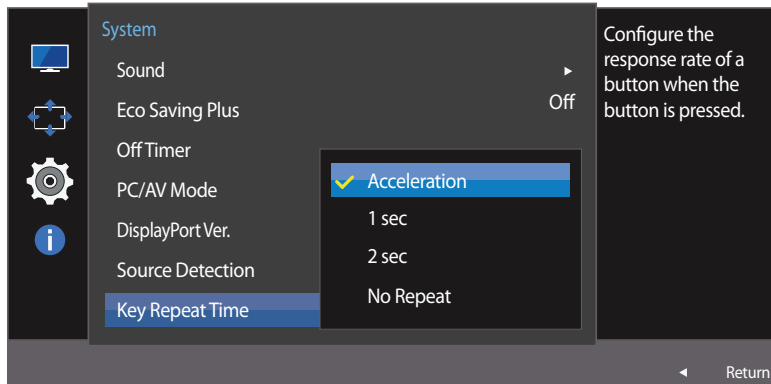 System
Sound ►
Eco Saving Plus Off
Off Timer
PC/AV Mode
DisplayPort Ver.
Source Detection
Key Repeat Time
Acceleration
1 sec
2 sec
No Repeat
Configure the
response rate of a
button when the
button is pressed.
◄ Return